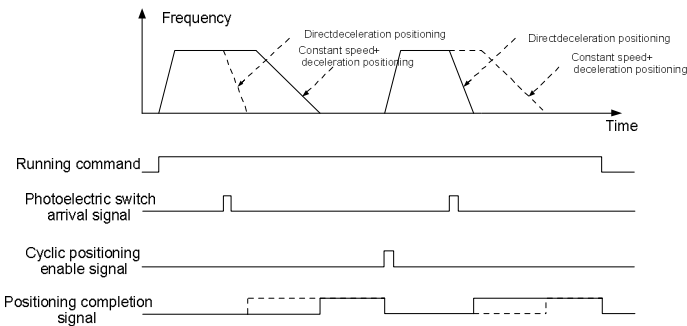 Frequency
Directdeceleration positioning
Constant speed+
deceleration positioning
Directdeceleration positioning
Constant speed+
deceleration positioning
Time
Running command
Photoelectric switch
arrival signal
Cyclic positioning
enable signal
Positioning completion
signal